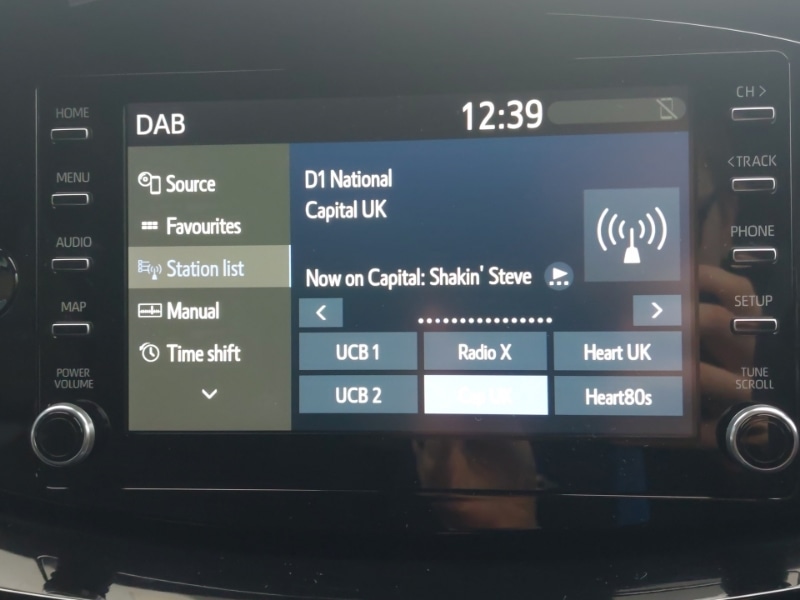 HOME
MENU
AUDIO
MAP
POWER
VOLUME
DAB
12:39
Source
Favourites
Station list
Manual
Time shift
D1 National
Capital UK
Now on Capital: Shakin' Steve
UCB 1
Radio X
Heart UK
UCB 2
Cap UK
Heart80s
CH >
<TRACK
PHONE
SETUP
TUNE
SCROLL